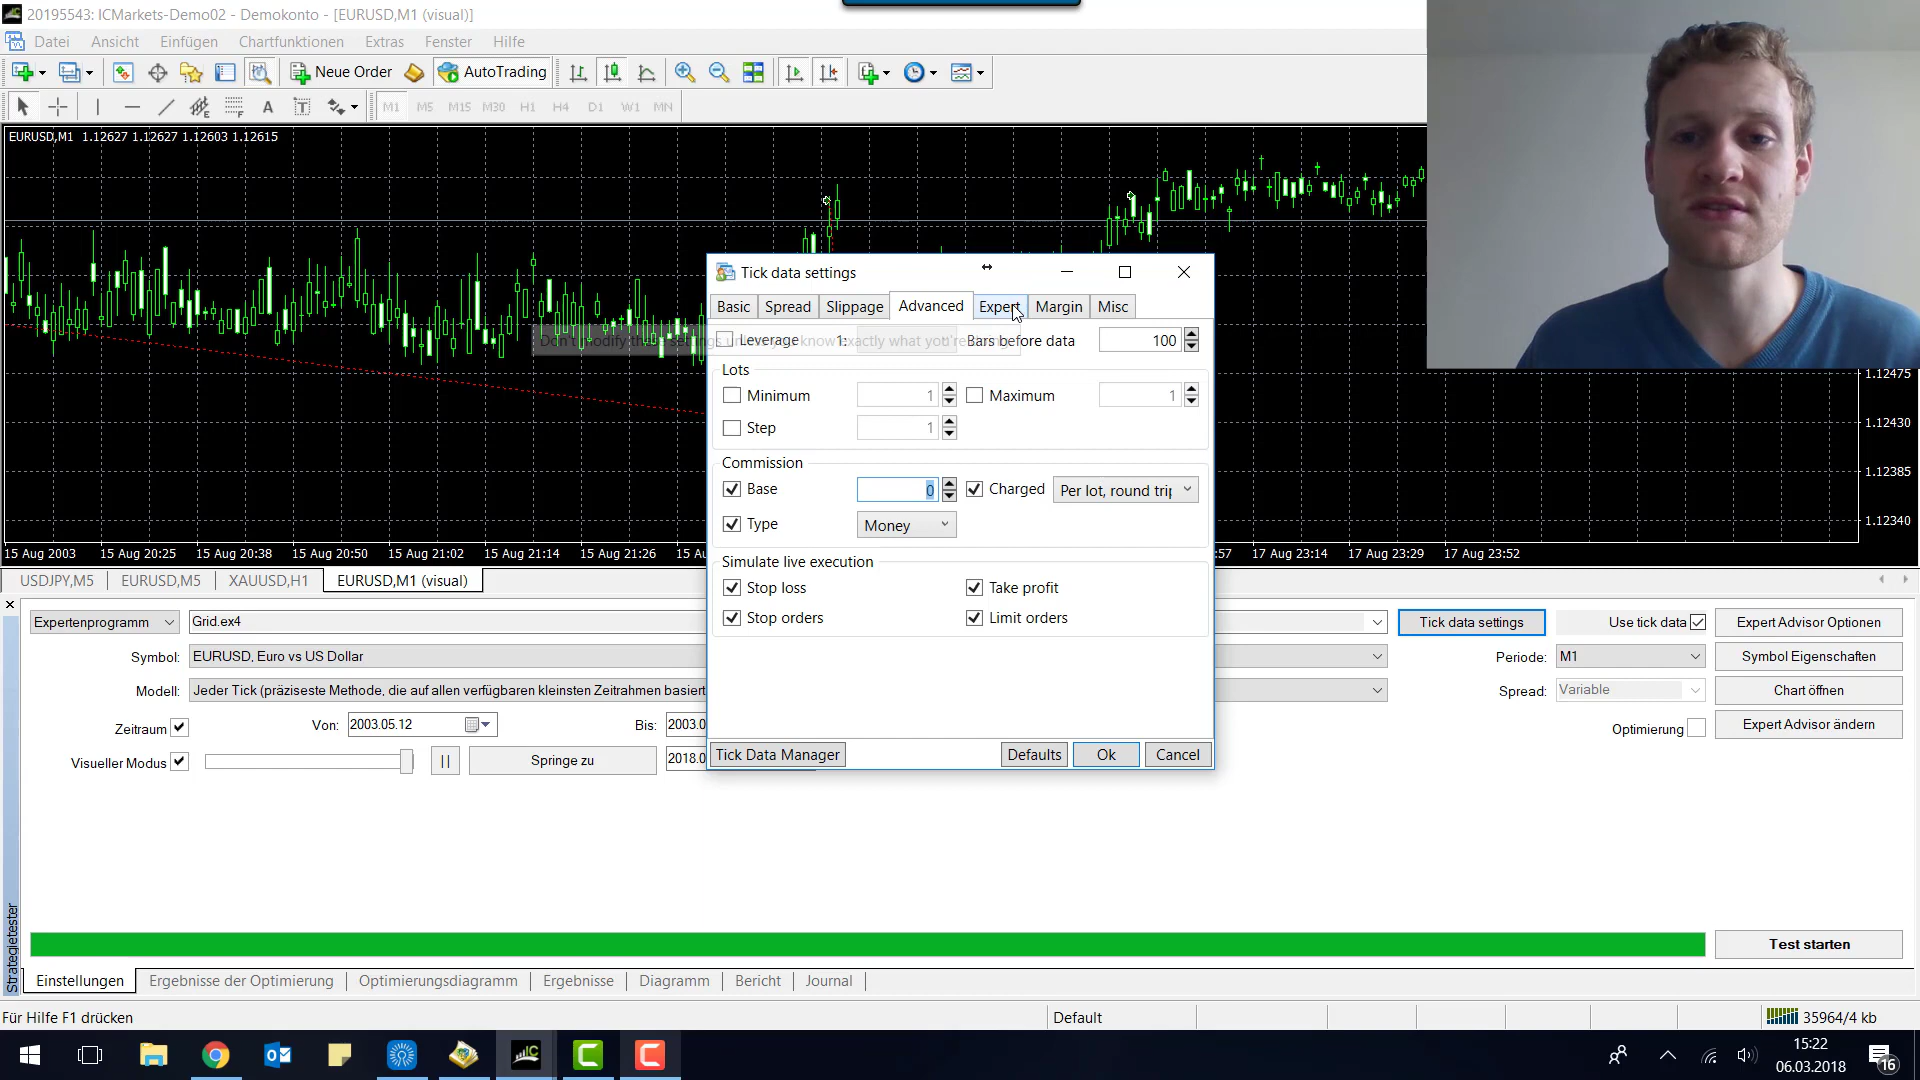 20195543: ICMarkets-Demo02 - Demokonto - [EURUSD,M1 (visual)]
Datei Ansicht Einfügen Chartfunktionen Extras Fenster Hilfe
Neue Order AutoTrading
A T
M1 M5 M15 M30 H1 H4 D1 W1 MN
EURUSD,M1 1.12627 1.12627 1.12603 1.12615
Tick data settings
Basic Spread Slippage Advanced Expert Margin Misc
Leverage 1: Bars before data 100
Lots
Minimum 1 Maximum 1
Step 1
Commission
Base 0 Charged Per lot, round trip
Type Money
Simulate live execution
Stop loss Take profit
Stop orders Limit orders
Tick Data Manager Defaults Ok Cancel
1.12475
1.12430
1.12385
1.12340
15 Aug 2003 15 Aug 20:25 15 Aug 20:38 15 Aug 20:50 15 Aug 21:02 15 Aug 21:14 15 Aug 21:26 15 Au :57 17 Aug 23:14 17 Aug 23:29 17 Aug 23:52
USDJPY,M5 EURUSD,M5 XAUUSD,H1 EURUSD,M1 (visual)
Expertenprogramm Grid.ex4 Tick data settings Use tick data Expert Advisor Optionen
Symbol: EURUSD, Euro vs US Dollar Periode: M1 Symbol Eigenschaften
Modell: Jeder Tick (präziseste Methode, die auf allen verfügbaren kleinsten Zeitrahmen basiert Spread: Variable Chart öffnen
Zeitraum Von: 2003.05.12 Bis: 2003.0 Optimierung Expert Advisor ändern
Visueller Modus Springe zu 2018.0
Strategietester
Test starten
Einstellungen Ergebnisse der Optimierung Optimierungsdiagramm Ergebnisse Diagramm Bericht Journal
Für Hilfe F1 drücken Default 35964/4 kb
15:22
06.03.2018
16